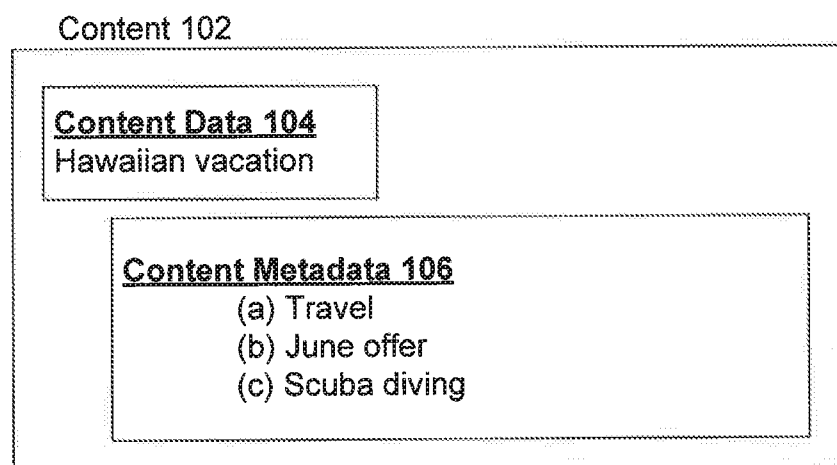 Content 102
Content Data 104
Hawaiian vacation
Content Metadata 106
(a) Travel
(b) June offer
(c) Scuba diving